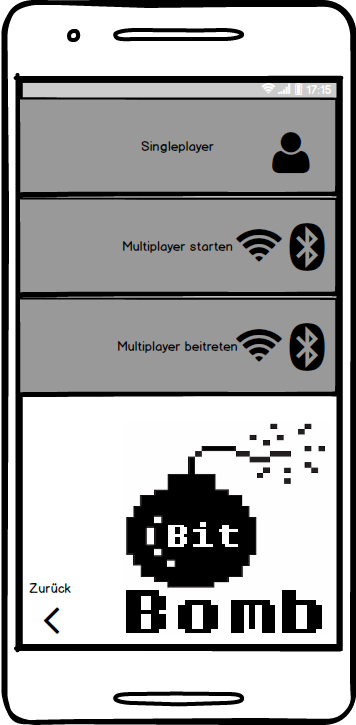 17:15
Singleplayer
Multiplayer starten
Multiplayer beitreten
Bit
Bomb
Zurück